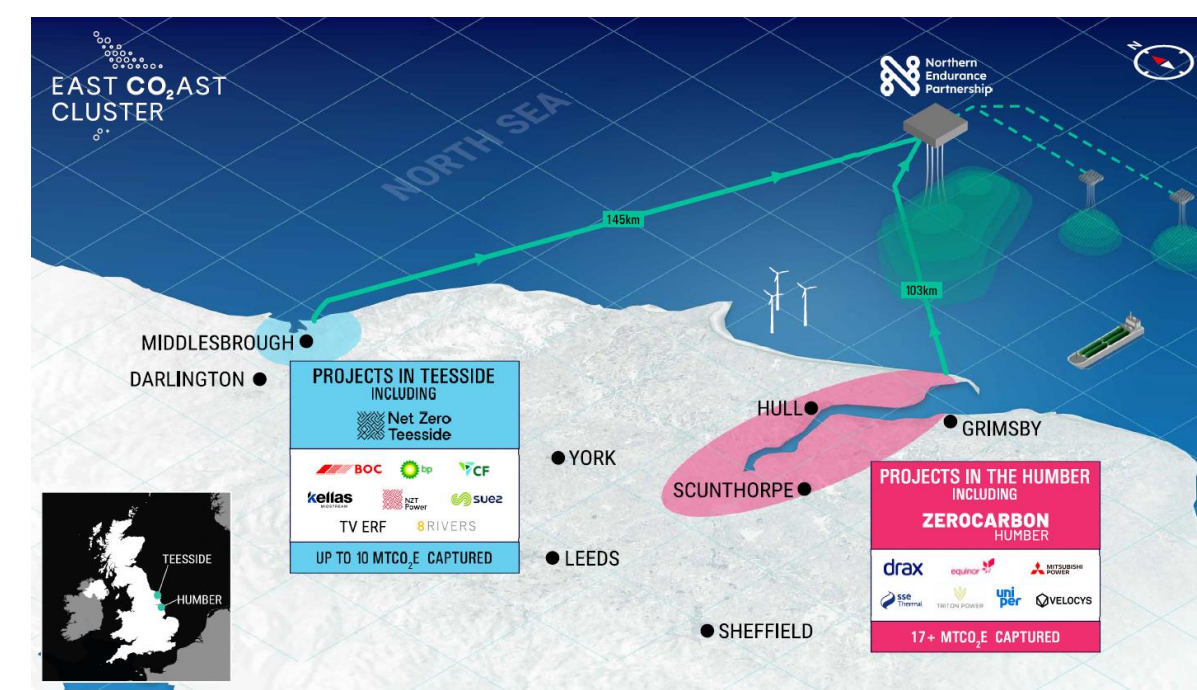 EAST CO₂AST
CLUSTER
Northern
Endurance
Partnership
N
NORTH SEA
145km
103km
MIDDLESBROUGH
DARLINGTON
PROJECTS IN TEESSIDE
INCLUDING
Net Zero
Teesside
BOC
bp
CF
kellas
MIDSTREAM
NZT
Power
suez
TV ERF
8RIVERS
UP TO 10 MTCO₂E CAPTURED
YORK
LEEDS
SHEFFIELD
HULL
SCUNTHORPE
GRIMSBY
PROJECTS IN THE HUMBER
INCLUDING
ZEROCARBON
HUMBER
drax
equinor
MITSUBISHI
POWER
sse
Thermal
TRITON POWER
uni
per
VELOCYS
17+ MTCO₂E CAPTURED
TEESSIDE
HUMBER